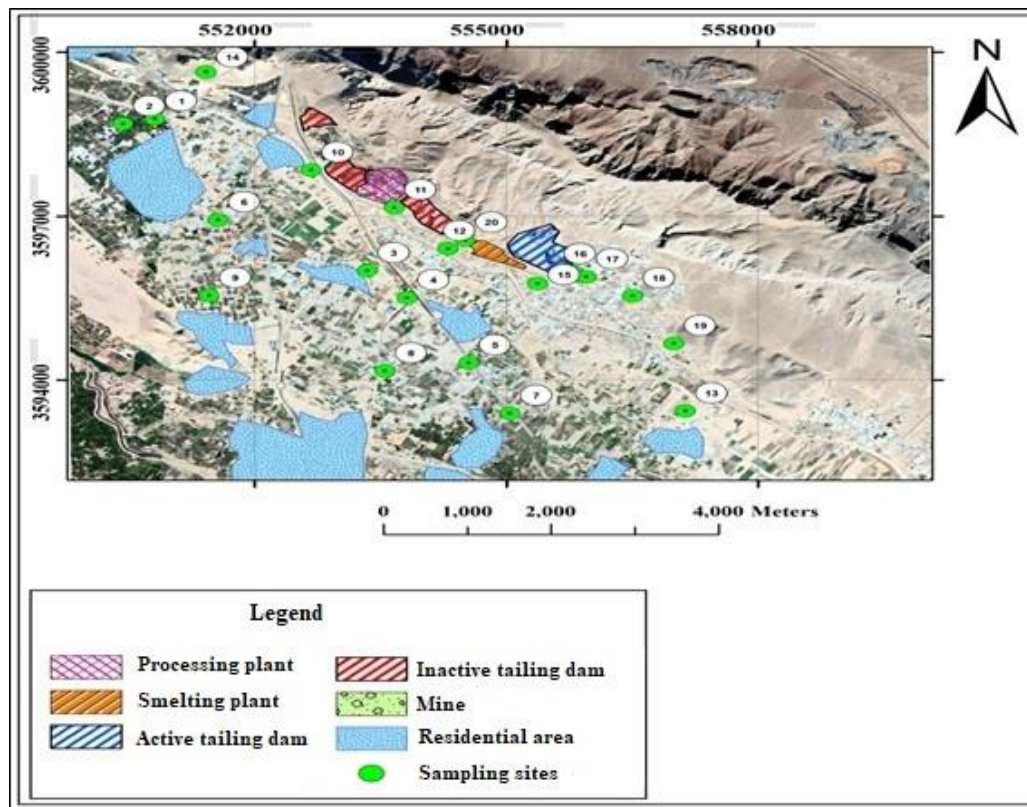 552000 555000 558000
N
3600000
3597000
3594000
14
2 1
10
11
6
20
12
3
16
17
9
4
15
18
19
5
8
7
13
0 1,000 2,000 4,000 Meters
Legend
Processing plant
Inactive tailing dam
Smelting plant
Mine
Active tailing dam
Residential area
Sampling sites